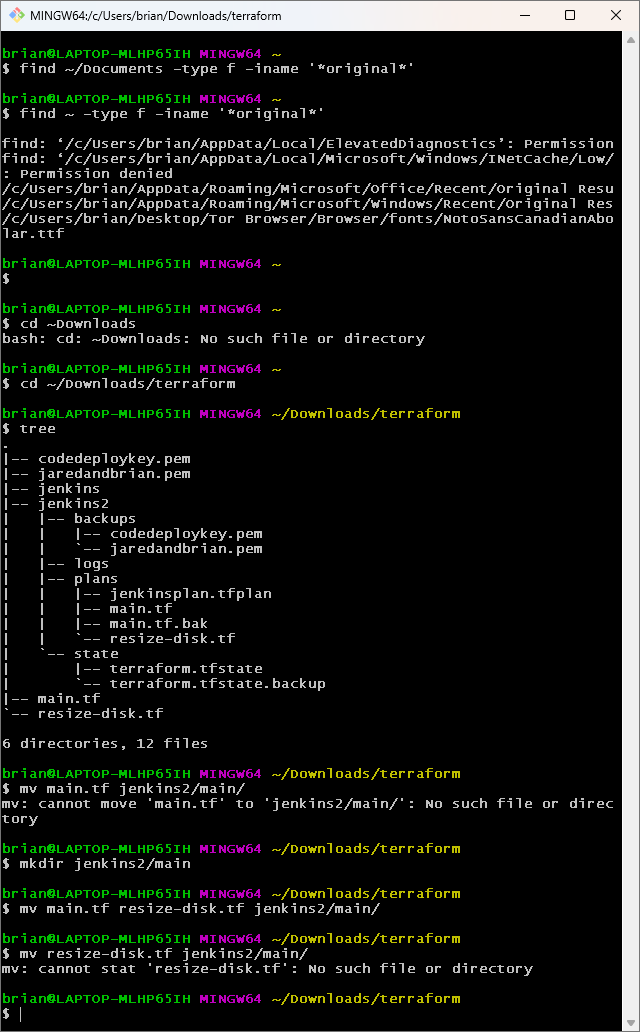 MINGW64:/c/Users/brian/Downloads/terraform
brian@LAPTOP-MLHP65IH MINGW64 ~
$ find ~/Documents -type f -iname '*original*'
brian@LAPTOP-MLHP65IH MINGW64 ~
$ find ~ -type f -iname '*original*'
find: ‘/c/Users/brian/AppData/Local/ElevatedDiagnostics’: Permission
find: ‘/c/Users/brian/AppData/Local/Microsoft/Windows/INetCache/Low/
: Permission denied
/c/Users/brian/AppData/Roaming/Microsoft/Office/Recent/Original Resu
/c/Users/brian/AppData/Roaming/Microsoft/Windows/Recent/Original Res
/c/Users/brian/Desktop/Tor Browser/Browser/fonts/NotoSansCanadianAbo
lar.ttf
brian@LAPTOP-MLHP65IH MINGW64 ~
$
brian@LAPTOP-MLHP65IH MINGW64 ~
$ cd ~Downloads
bash: cd: ~Downloads: No such file or directory
brian@LAPTOP-MLHP65IH MINGW64 ~
$ cd ~/Downloads/terraform
brian@LAPTOP-MLHP65IH MINGW64 ~/Downloads/terraform
$ tree
.
|-- codedeploykey.pem
|-- jaredandbrian.pem
|-- jenkins
|-- jenkins2
|   |-- backups
|   |   |-- codedeploykey.pem
|   |   `-- jaredandbrian.pem
|   |-- logs
|   |-- plans
|   |   |-- jenkinsplan.tfplan
|   |   |-- main.tf
|   |   |-- main.tf.bak
|   |   `-- resize-disk.tf
|   `-- state
|       |-- terraform.tfstate
|       `-- terraform.tfstate.backup
|-- main.tf
`-- resize-disk.tf
6 directories, 12 files
brian@LAPTOP-MLHP65IH MINGW64 ~/Downloads/terraform
$ mv main.tf jenkins2/main/
mv: cannot move 'main.tf' to 'jenkins2/main/': No such file or direc
tory
brian@LAPTOP-MLHP65IH MINGW64 ~/Downloads/terraform
$ mkdir jenkins2/main
brian@LAPTOP-MLHP65IH MINGW64 ~/Downloads/terraform
$ mv main.tf resize-disk.tf jenkins2/main/
brian@LAPTOP-MLHP65IH MINGW64 ~/Downloads/terraform
$ mv resize-disk.tf jenkins2/main/
mv: cannot stat 'resize-disk.tf': No such file or directory
brian@LAPTOP-MLHP65IH MINGW64 ~/Downloads/terraform
$